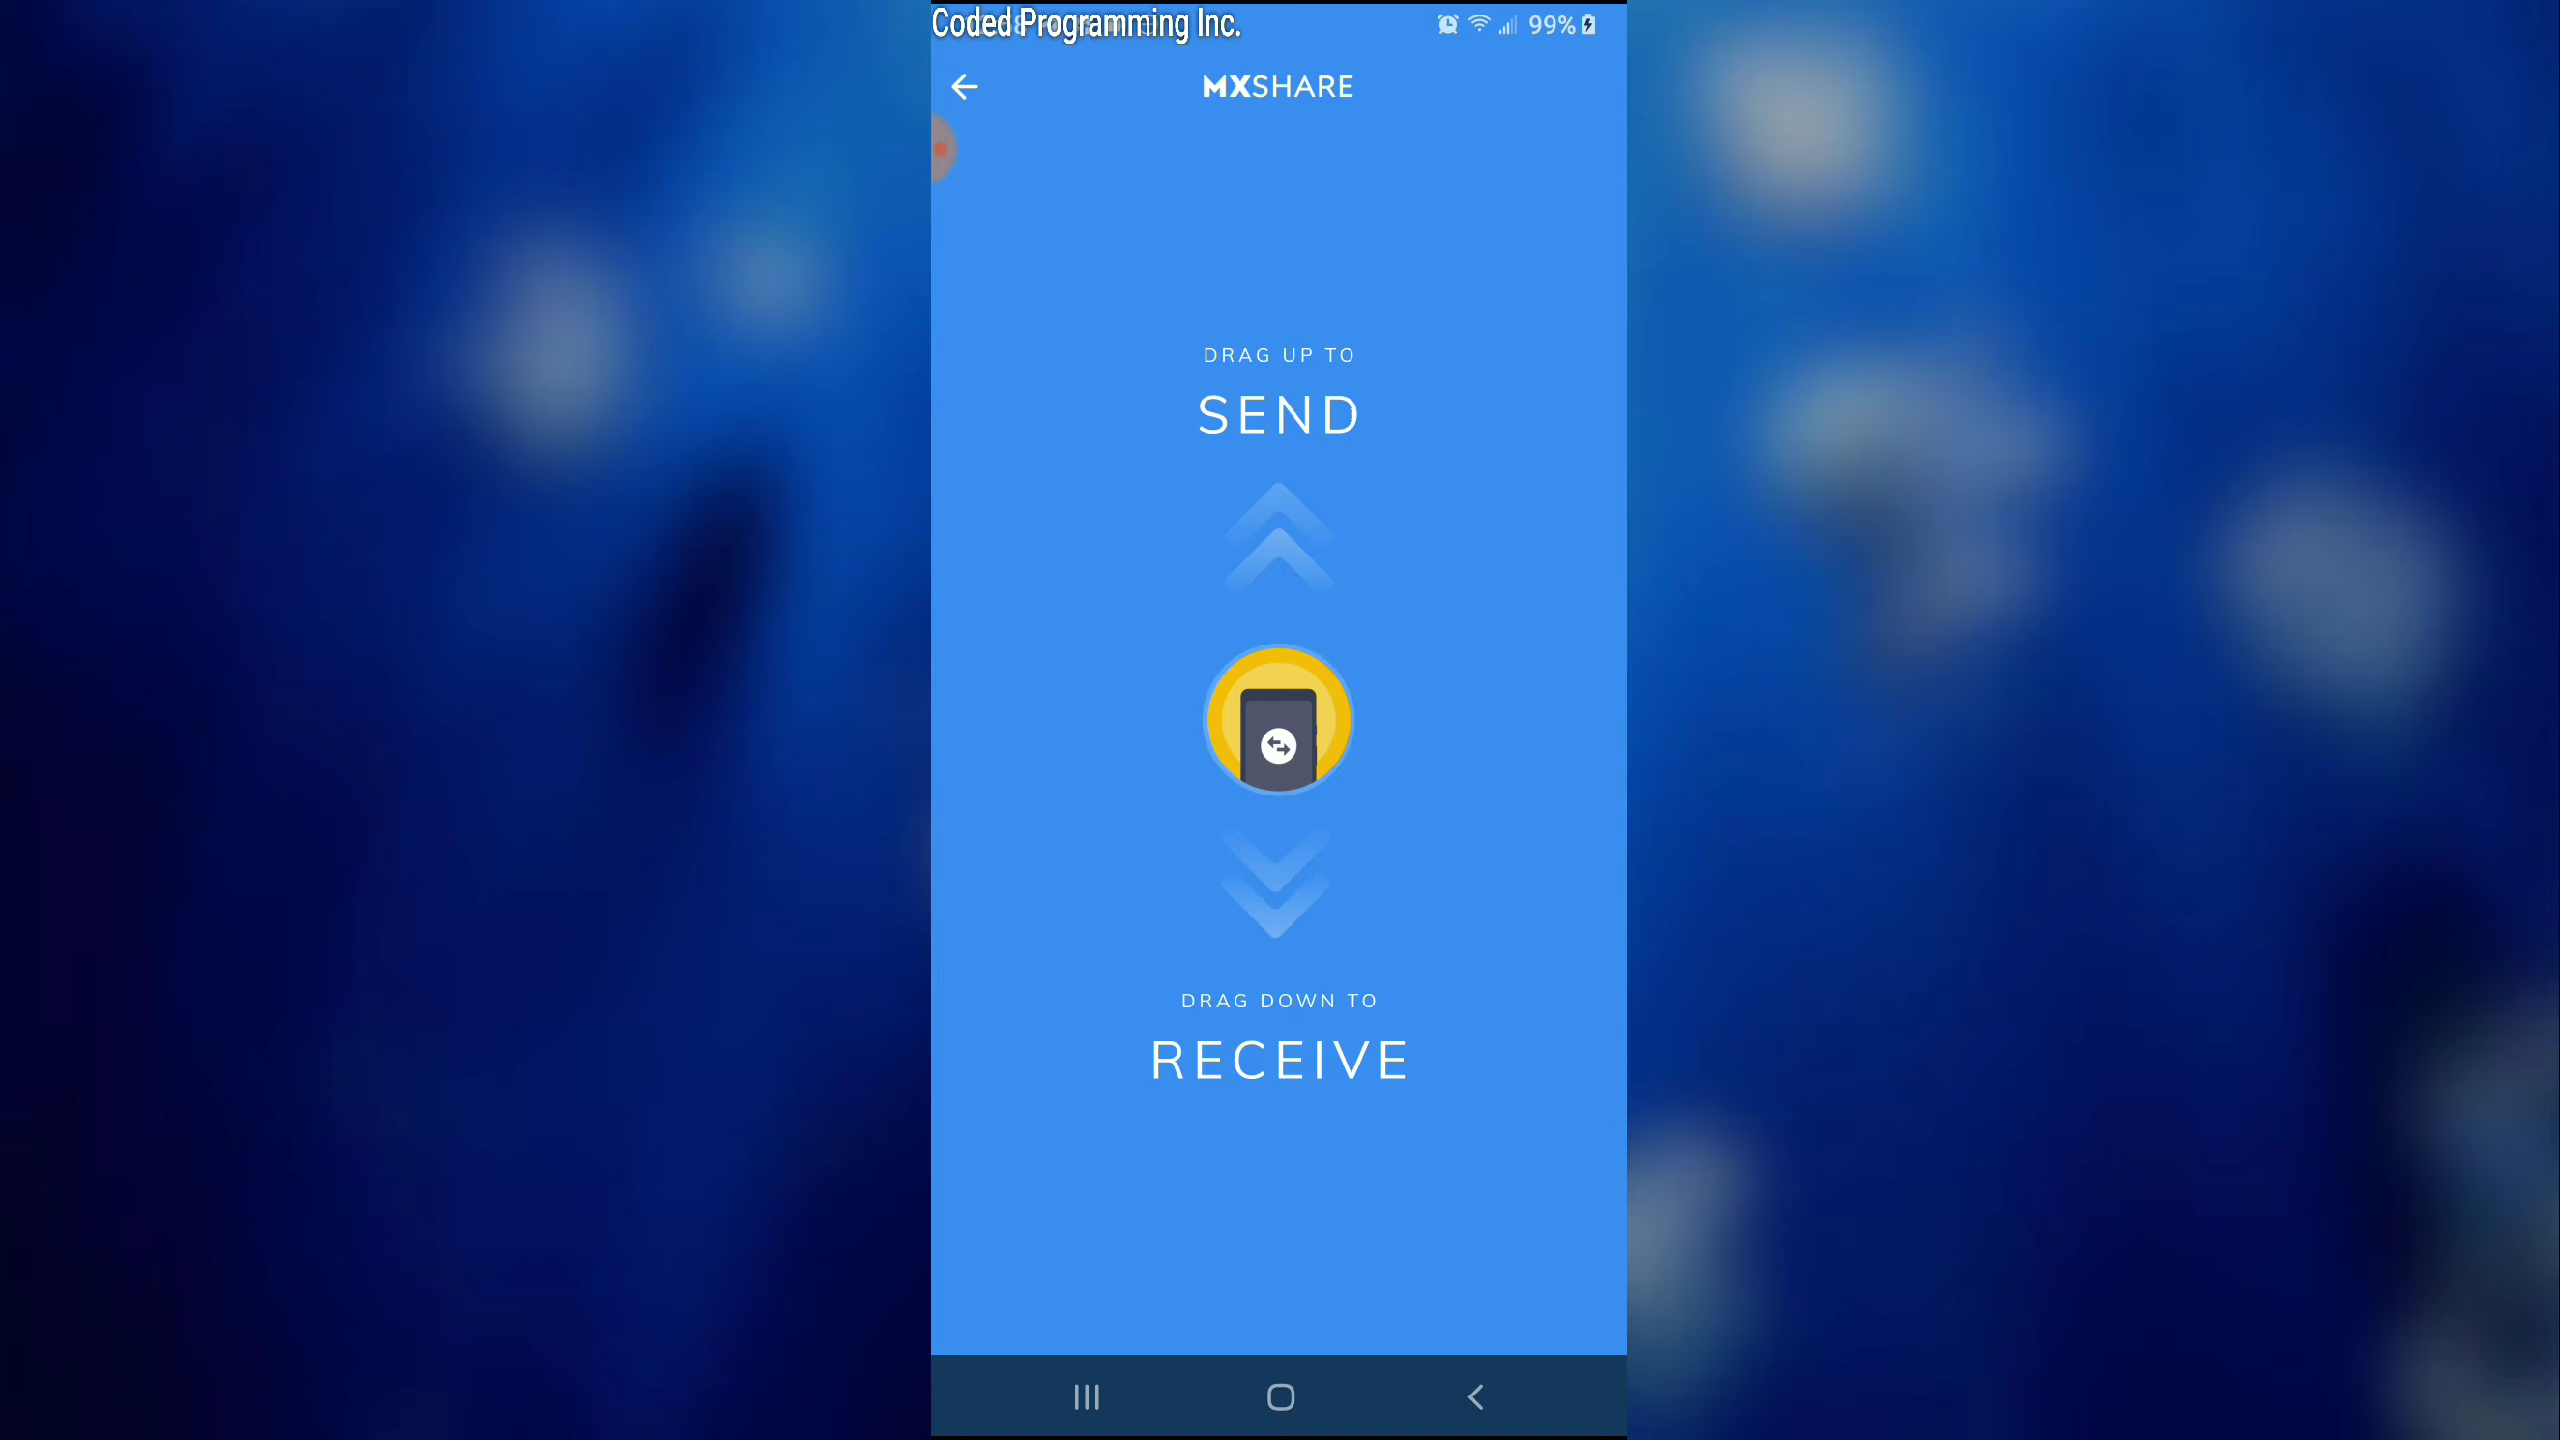 Coded Programming Inc.
99%
MXSHARE
DRAG UP TO
SEND
DRAG DOWN TO
RECEIVE